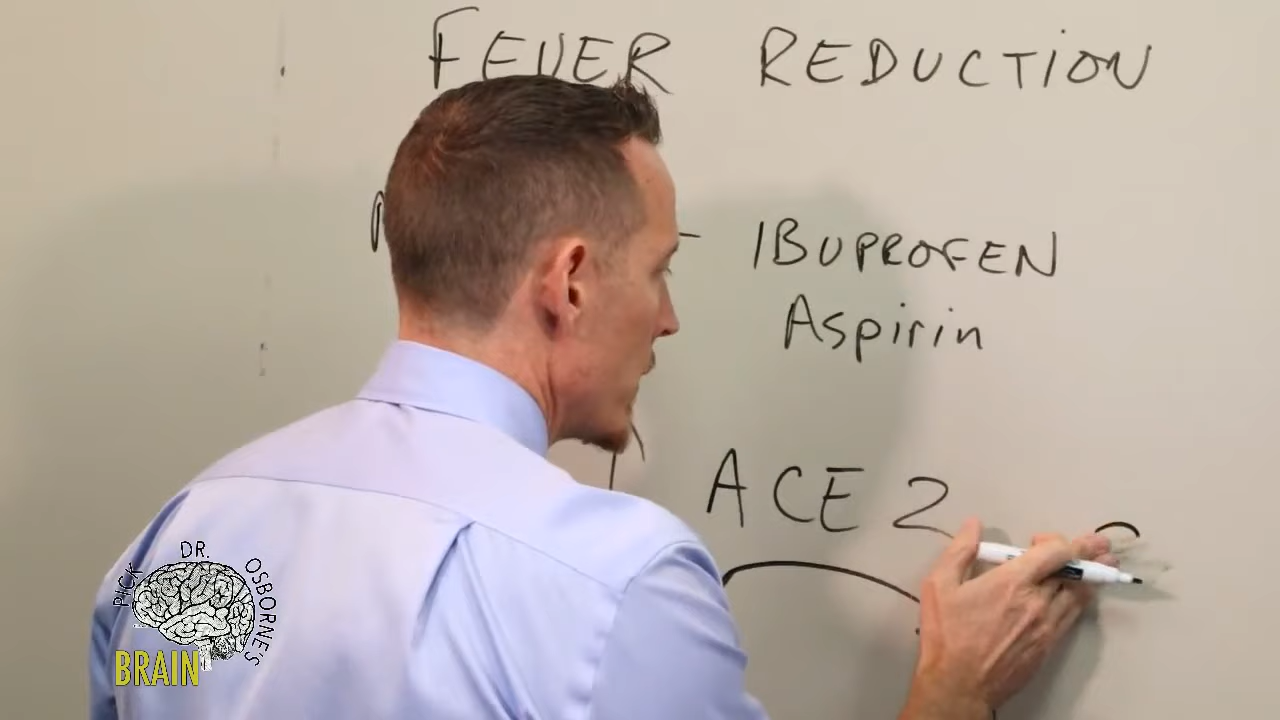 FEVER REDUCTION
IBUPROFEN
Aspirin
ACE 2
PICK DR. OSBORNE'S
BRAIN